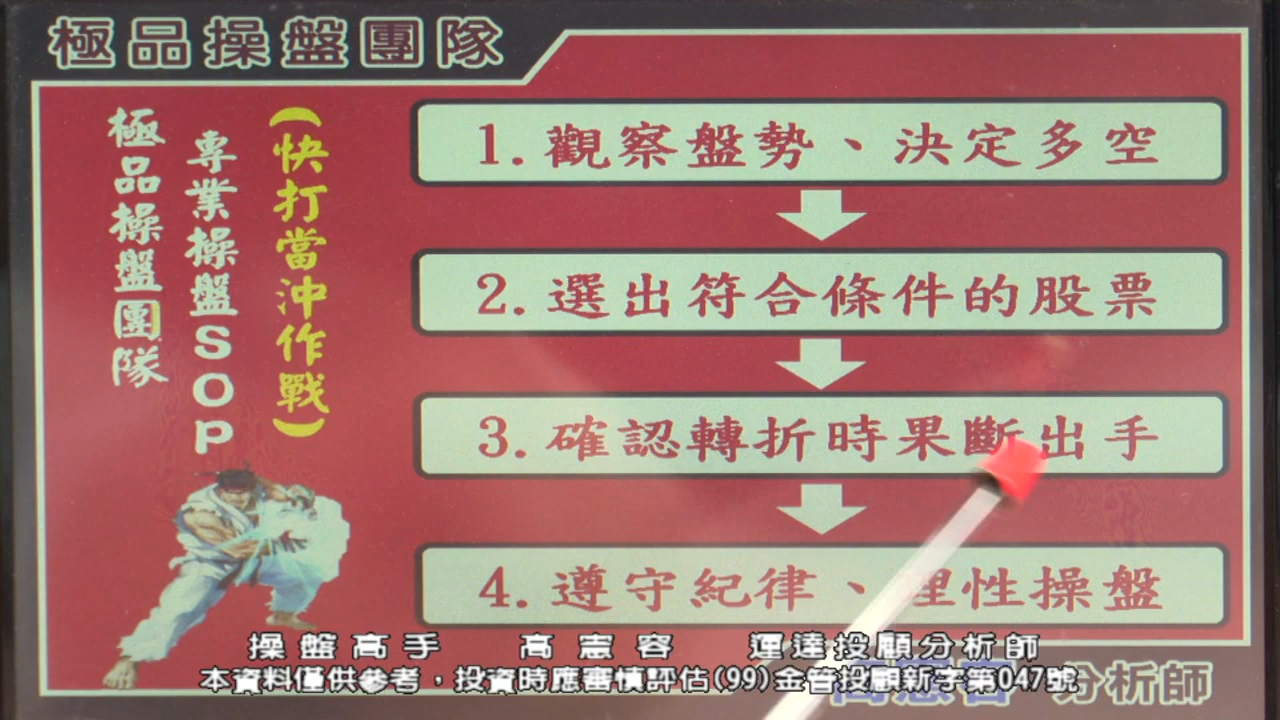 極品操盤團隊
極品操盤團隊
專業操盤SOP
(快打當沖作戰)
1.觀察盤勢、決定多空
2.選出符合條件的股票
3.確認轉折時果斷出手
4.遵守紀律、理性操盤
操盤高手 高憲容 運達投顧分析師
本資料僅供參考，投資時應審慎評估(99)金管投顧新字第047號
高憲容 分析師